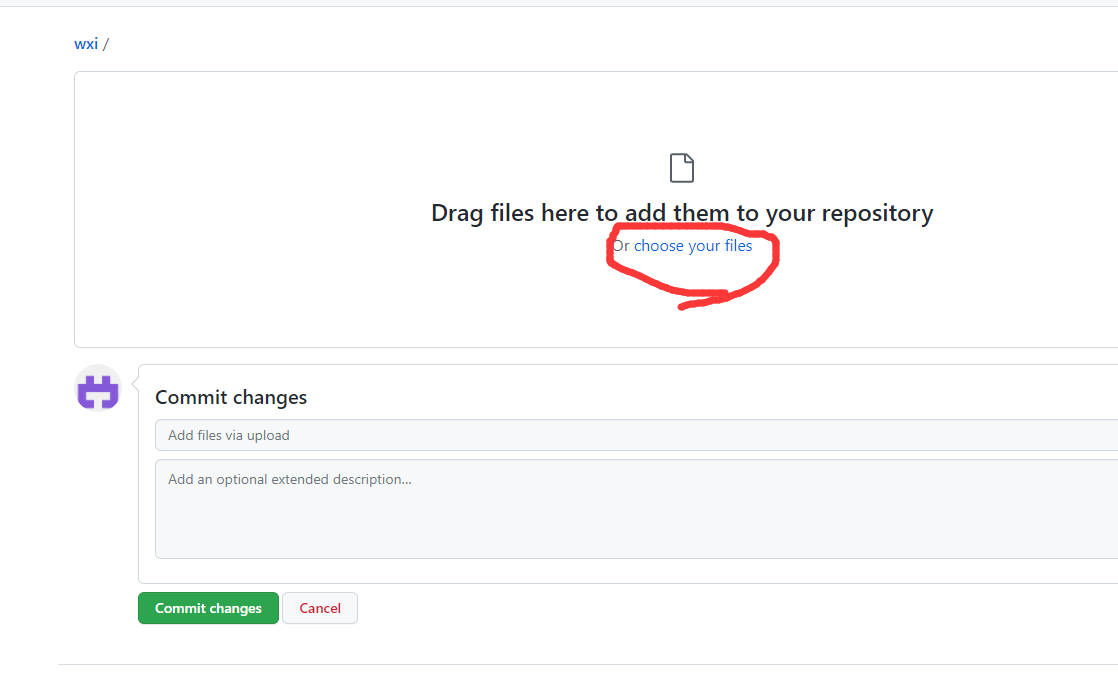 wxi /
Drag files here to add them to your repository
Or choose your files
Commit changes
Add files via upload
Add an optional extended description...
Commit changes
Cancel